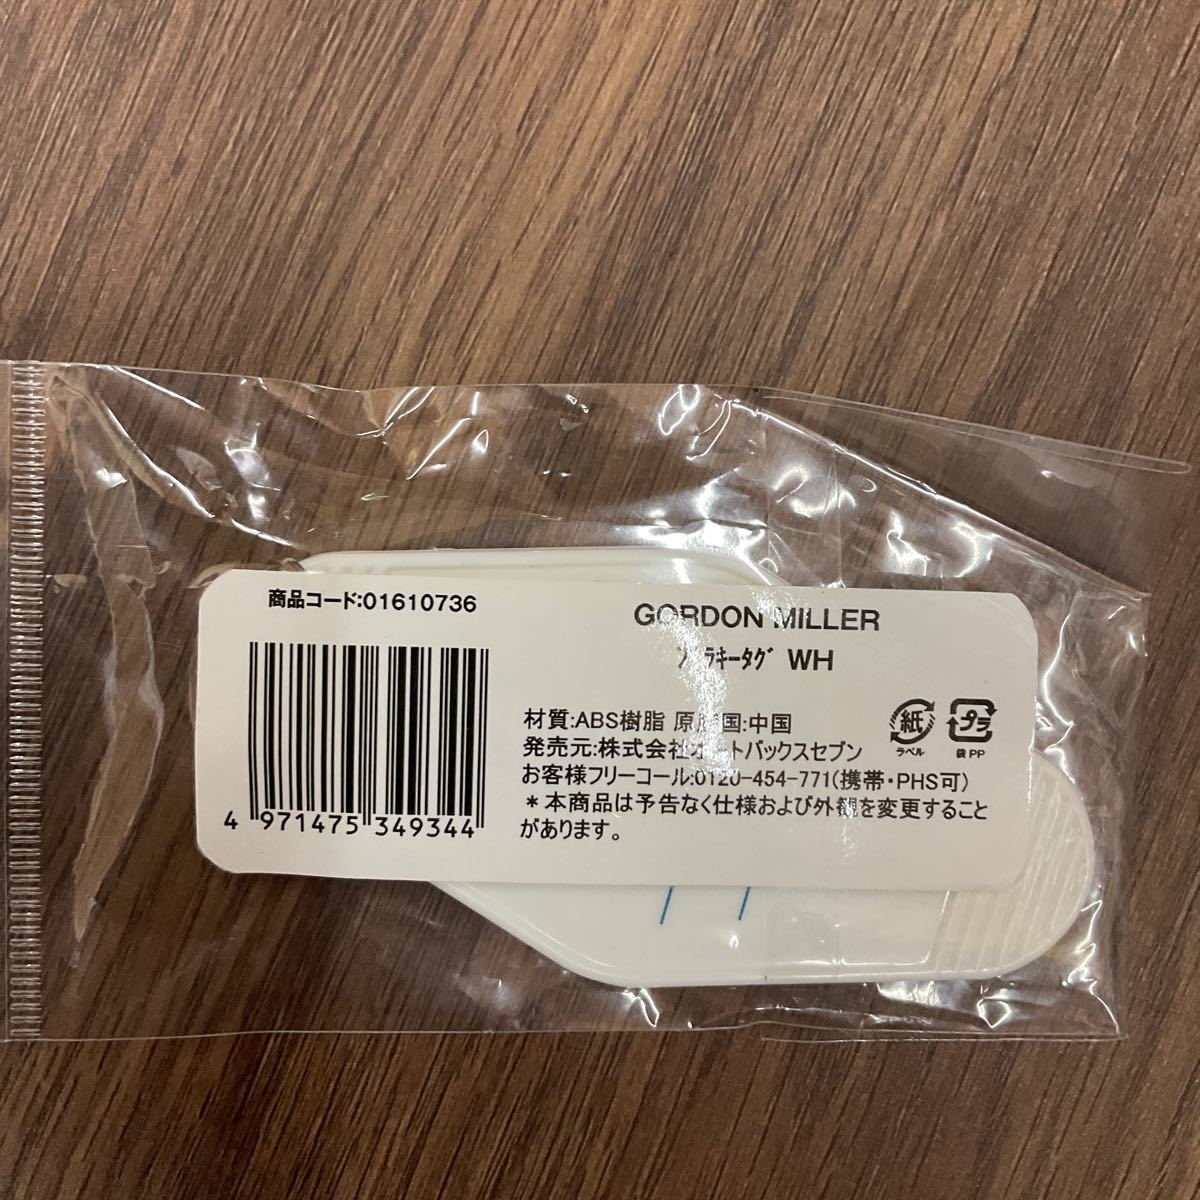 商品コード:01610736
GORDON MILLER
プラキータグ WH
材質:ABS樹脂 原産国:中国
発売元:株式会社オートバックスセブン
お客様フリーコール:0120-454-771(携帯・PHS可)
＊本商品は予告なく仕様および外観を変更すること
があります。
紙
ラベル
プラ
袋PP
4 971475 349344